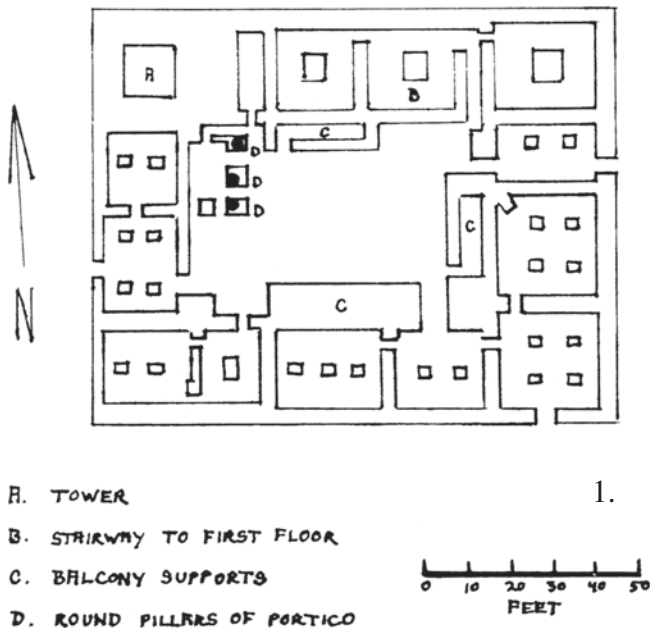 A
B
C
D
D
D
C
C
N
A. TOWER
1.
B. STAIRWAY TO FIRST FLOOR
C. BALCONY SUPPORTS
0 10 20 30 40 50
FEET
D. ROUND PILLARS OF PORTICO